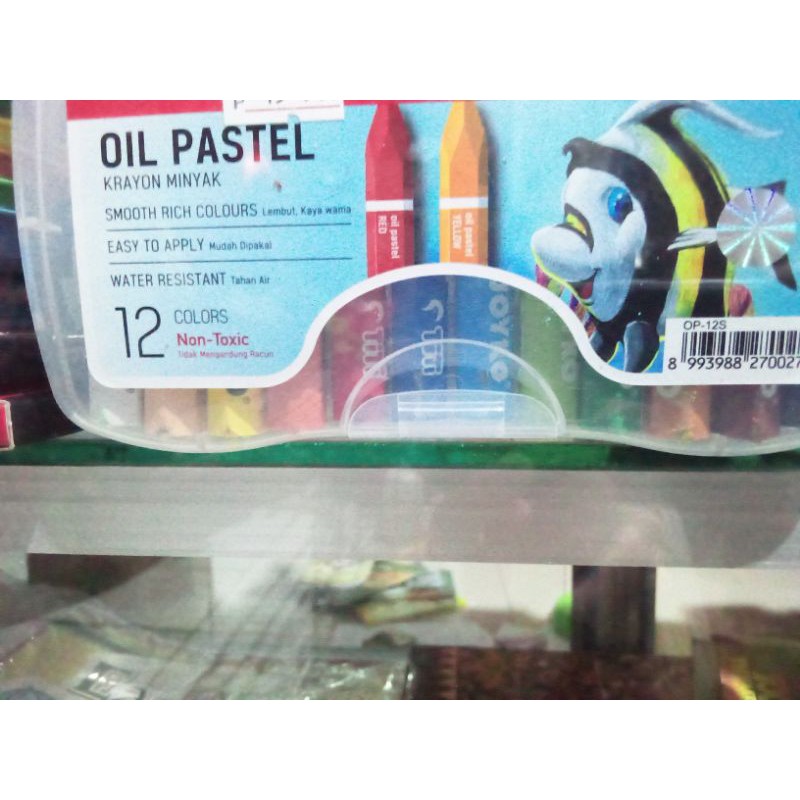 OIL PASTEL
KRAYON MINYAK
SMOOTH RICH COLOURS Lembut, Kaya warna
EASY TO APPLY Mudah Dipakai
WATER RESISTANT Tahan Air
12 COLORS
Non-Toxic
Tidak Mengandung Racun
oil pastel
RED
oil pastel
YELLOW
OP-12S
8 993988 270027